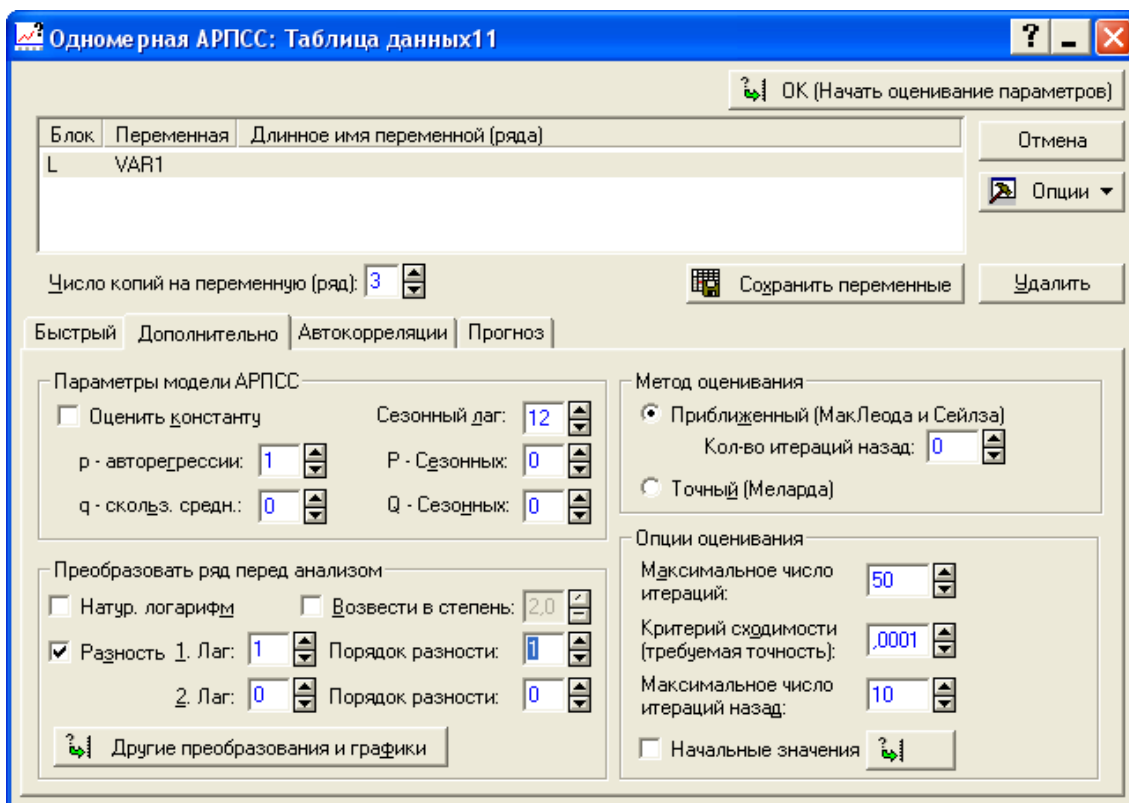 Одномерная АРПСС: Таблица данных11
OK (Начать оценивание параметров)
Блок Переменная Длинное имя переменной (ряда)
L VAR1
Отмена
Опции
Число копий на переменную (ряд): 3
Сохранить переменные
Удалить
Быстрый Дополнительно Автокорреляции Прогноз
Параметры модели АРПСС
Оценить константу Сезонный лаг: 12
p - авторегрессии: 1 P - Сезонных: 0
q - скольз. средн.: 0 Q - Сезонных: 0
Преобразовать ряд перед анализом
Натур. логарифм Возвести в степень: 2,0
Разность 1. Лаг: 1 Порядок разности: 1
2. Лаг: 0 Порядок разности: 0
Другие преобразования и графики
Метод оценивания
Приближенный (МакЛеода и Сейлза)
Кол-во итераций назад: 0
Точный (Меларда)
Опции оценивания
Максимальное число
итераций: 50
Критерий сходимости
(требуемая точность): ,0001
Максимальное число
итераций назад: 10
Начальные значения